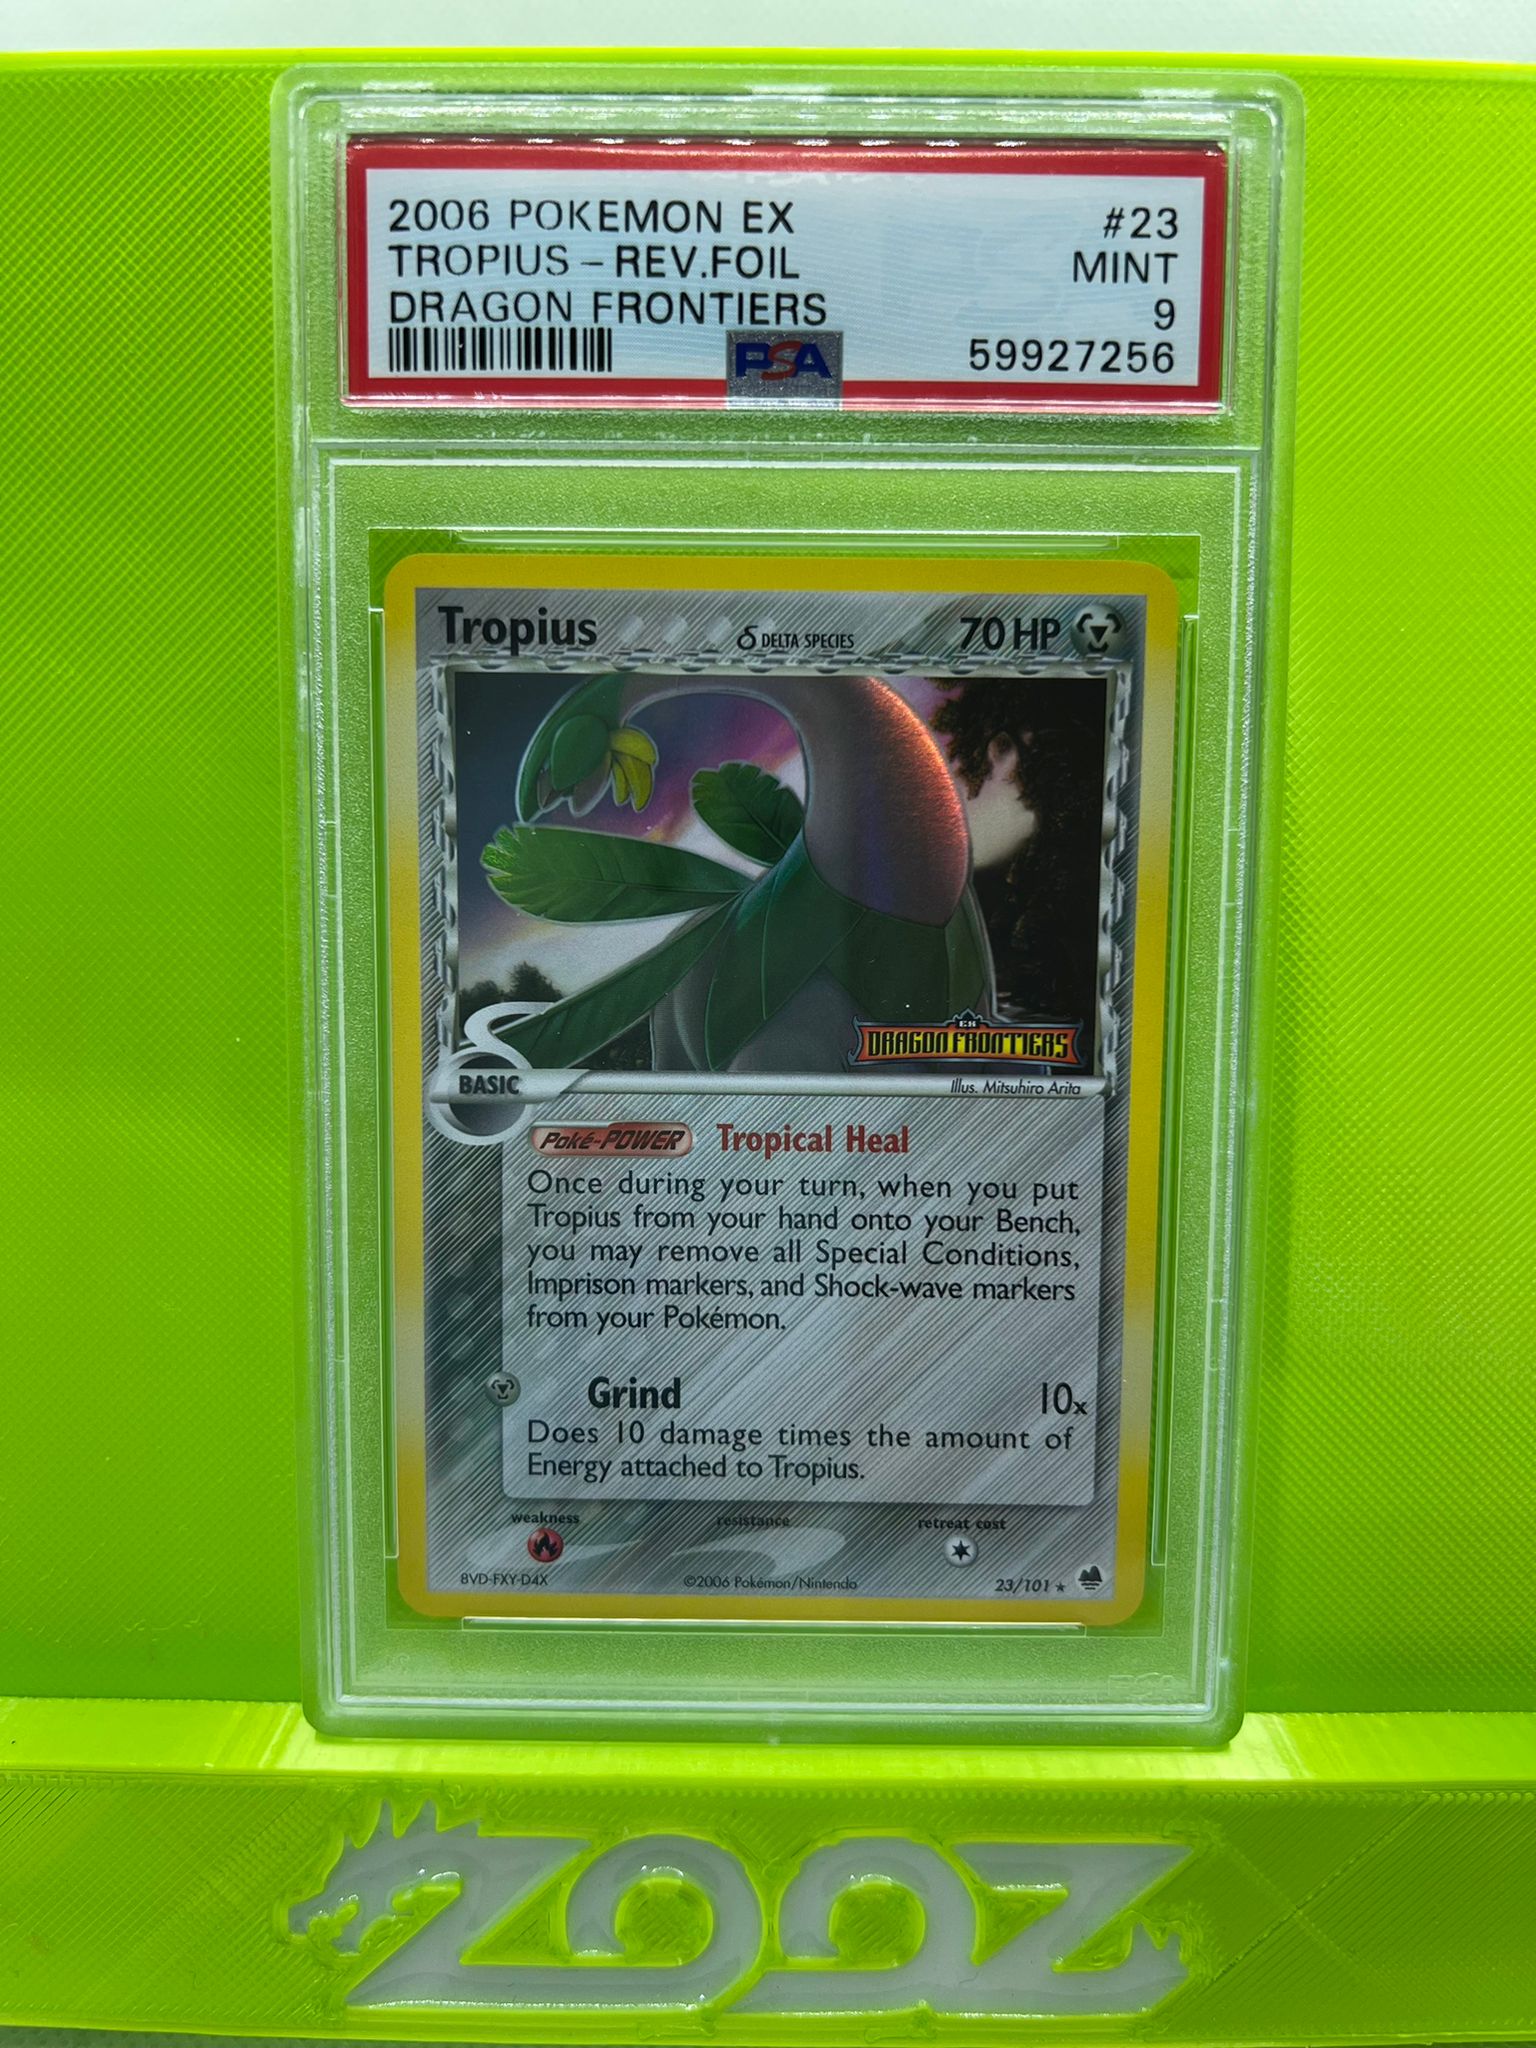 2006 POKEMON EX #23
TROPIUS - REV.FOIL MINT
DRAGON FRONTIERS 9
PSA 59927256
Tropius δ DELTA SPECIES 70 HP
EX
DRAGON FRONTIERS
BASIC
Illus. Mitsuhiro Arita
Poké-POWER Tropical Heal
Once during your turn, when you put
Tropius from your hand onto your Bench,
you may remove all Special Conditions,
Imprison markers, and Shock-wave markers
from your Pokémon.
Grind 10x
Does 10 damage times the amount of
Energy attached to Tropius.
weakness resistance retreat cost
8VD-FXY-D4X ©2006 Pokémon/Nintendo 23/101 ★
PSA
ZOOZ